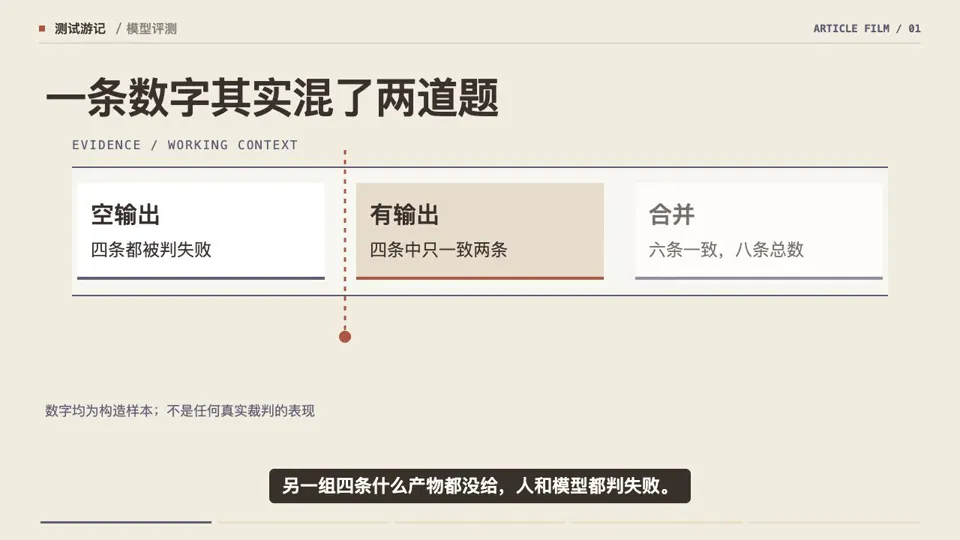 测试游记 / 模型评测
ARTICLE FILM / 01
一条数字其实混了两道题
EVIDENCE / WORKING CONTEXT
空输出
四条都被判失败
有输出
四条中只一致两条
合并
六条一致，八条总数
数字均为构造样本；不是任何真实裁判的表现
另一组四条什么产物都没给，人和模型都判失败。